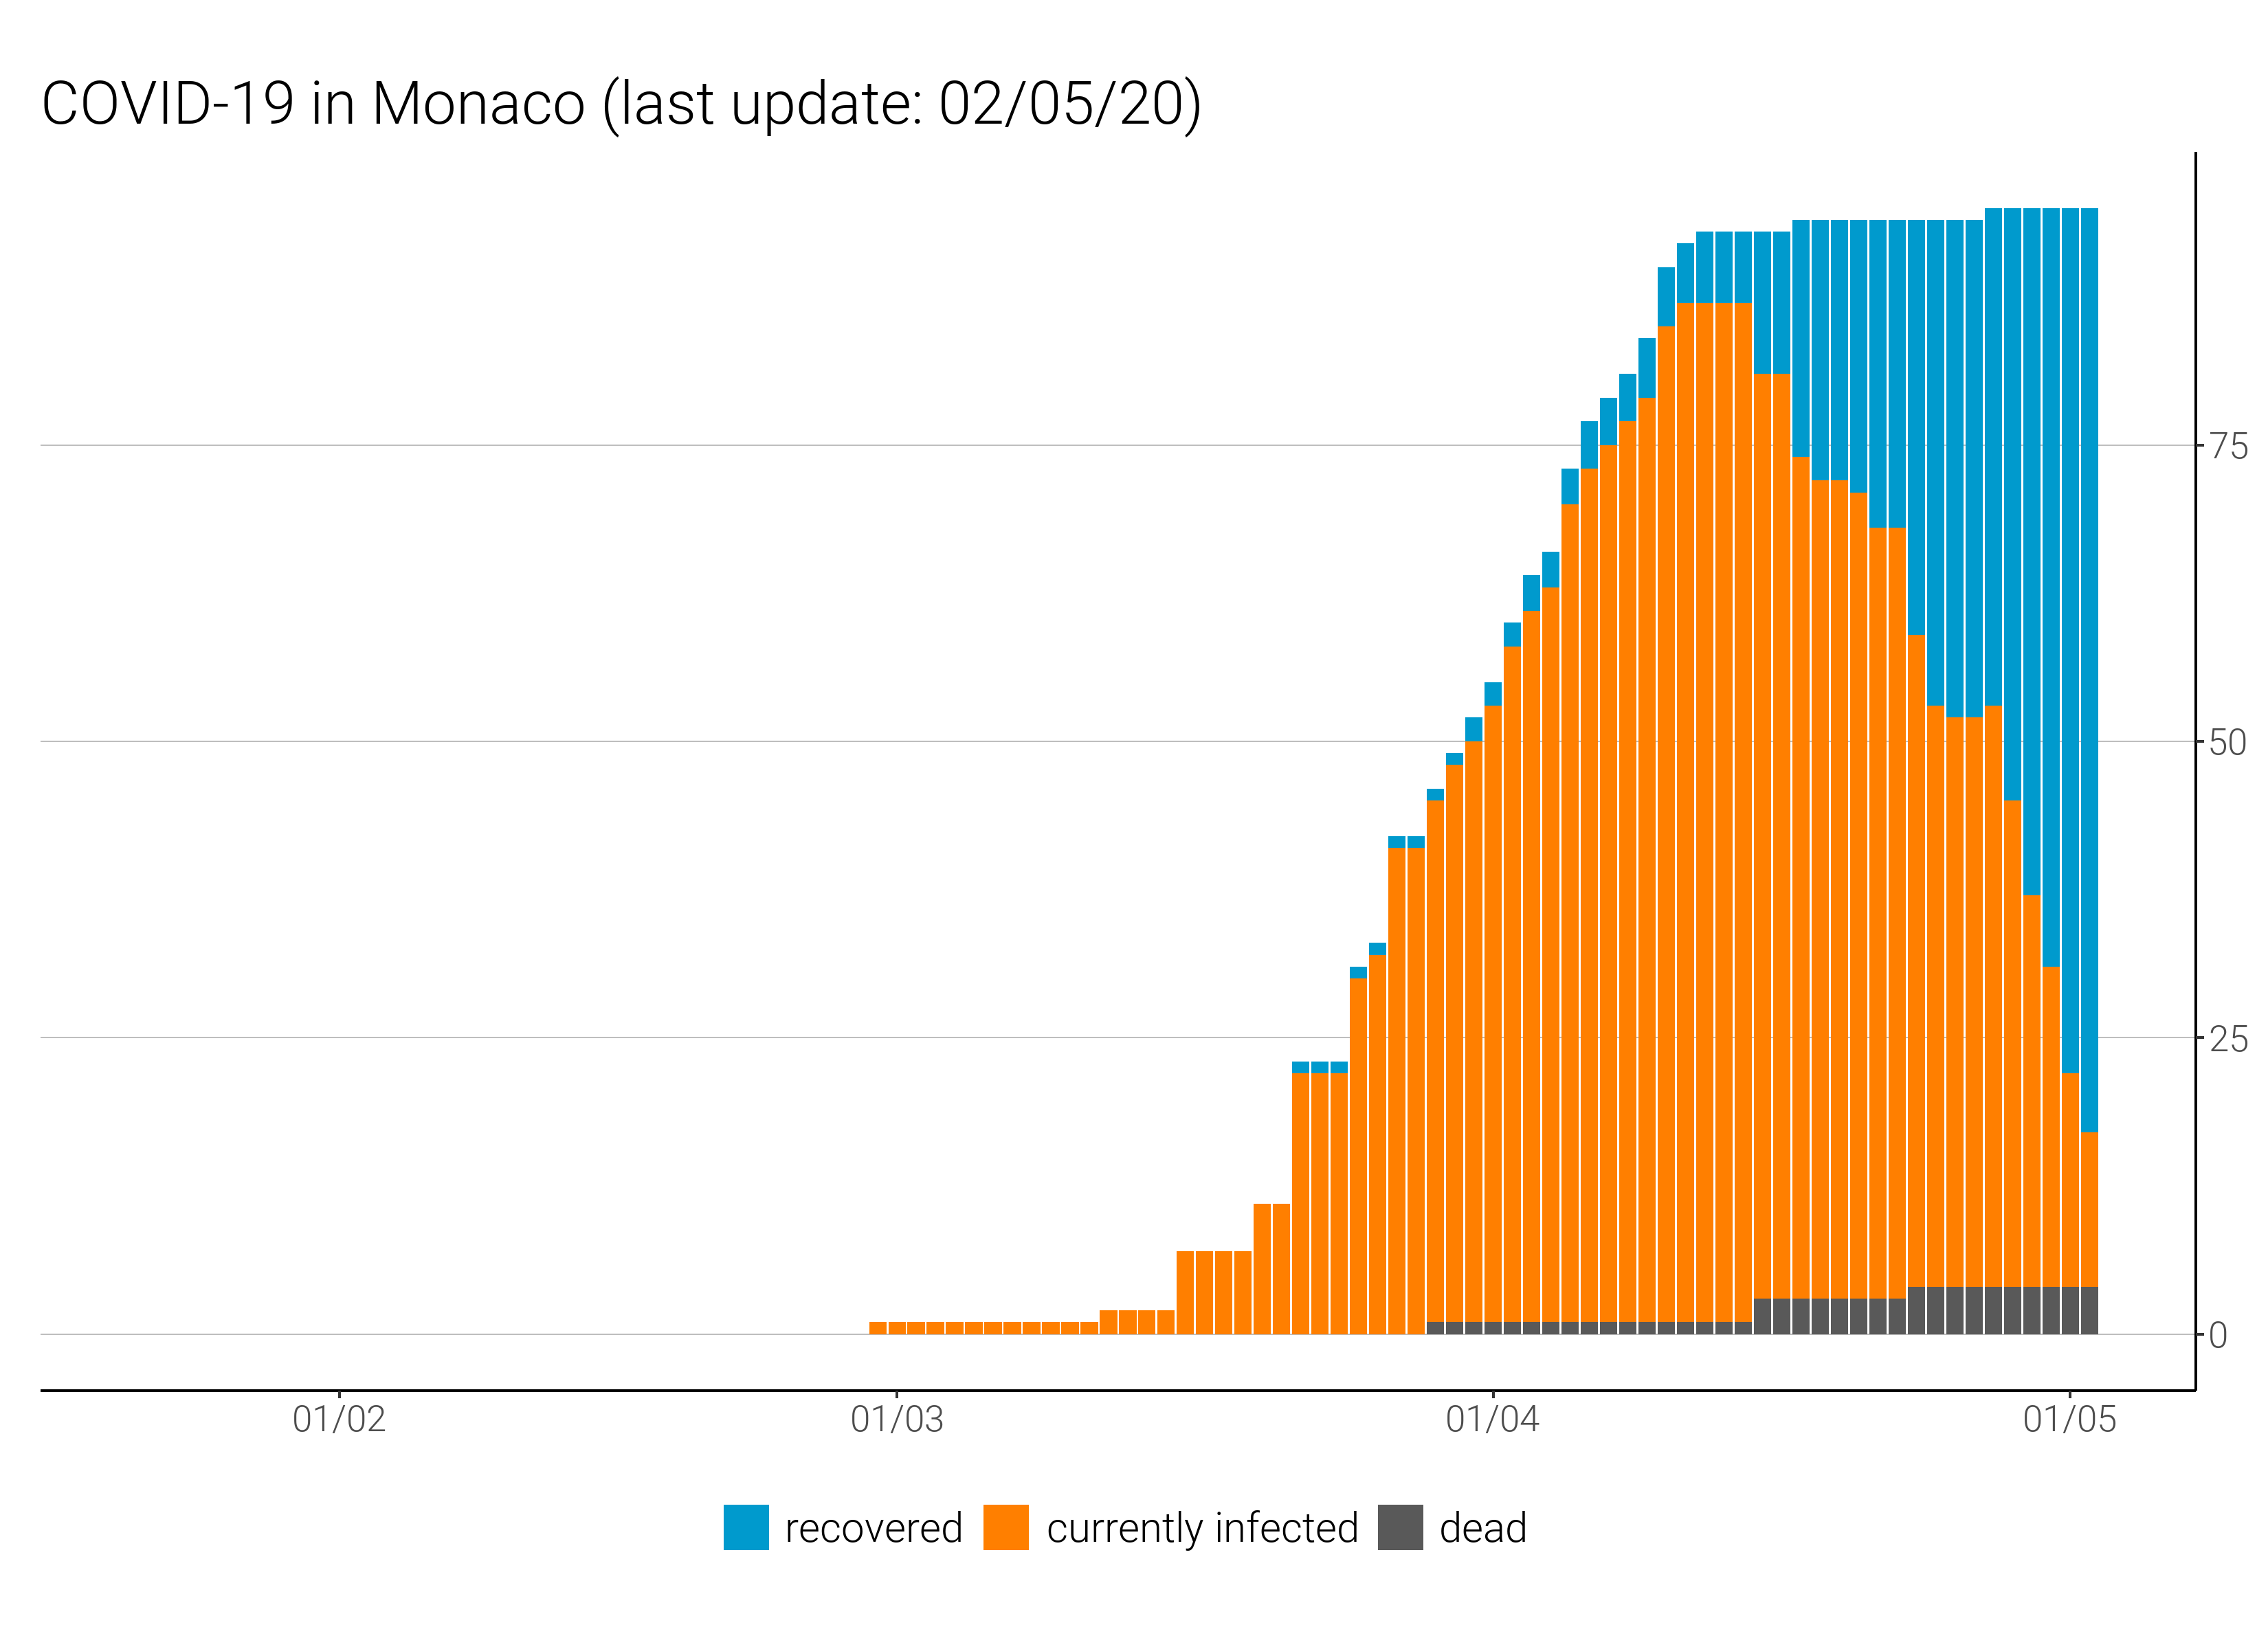 COVID-19 in Monaco (last update: 02/05/20)
75
50
25
0
01/02 01/03 01/04 01/05
recovered currently infected dead